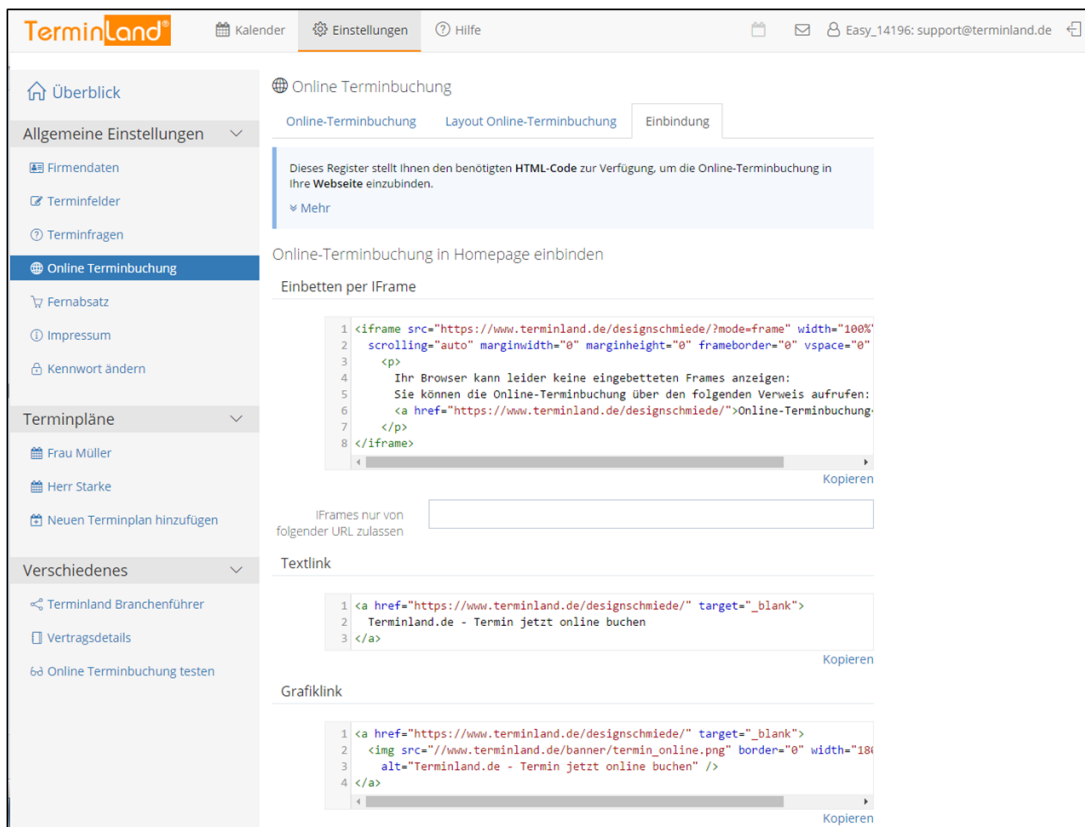 Terminland®
Kalender
Einstellungen
Hilfe
Easy_14196: support@terminland.de
Überblick
Allgemeine Einstellungen
Firmendaten
Terminfelder
Terminfragen
Online Terminbuchung
Fernabsatz
Impressum
Kennwort ändern
Terminpläne
Frau Müller
Herr Starke
Neuen Terminplan hinzufügen
Verschiedenes
Terminland Branchenführer
Vertragsdetails
Online Terminbuchung testen
Online Terminbuchung
Online-Terminbuchung
Layout Online-Terminbuchung
Einbindung
Dieses Register stellt Ihnen den benötigten HTML-Code zur Verfügung, um die Online-Terminbuchung in
Ihre Webseite einzubinden.
Mehr
Online-Terminbuchung in Homepage einbinden
Einbetten per IFrame
1 <iframe src="https://www.terminland.de/designschmiede/?mode=frame" width="100%"
2 scrolling="auto" marginwidth="0" marginheight="0" frameborder="0" vspace="0"
3 <p>
4 Ihr Browser kann leider keine eingebetteten Frames anzeigen:
5 Sie können die Online-Terminbuchung über den folgenden Verweis aufrufen:
6 <a href="https://www.terminland.de/designschmiede/">Online-Terminbuchung
7 </p>
8 </iframe>
Kopieren
IFrames nur von
folgender URL zulassen
Textlink
1 <a href="https://www.terminland.de/designschmiede/" target="_blank">
2 Terminland.de - Termin jetzt online buchen
3 </a>
Kopieren
Grafiklink
1 <a href="https://www.terminland.de/designschmiede/" target="_blank">
2 <img src="//www.terminland.de/banner/termin_online.png" border="0" width="180
3 alt="Terminland.de - Termin jetzt online buchen" />
4 </a>
Kopieren